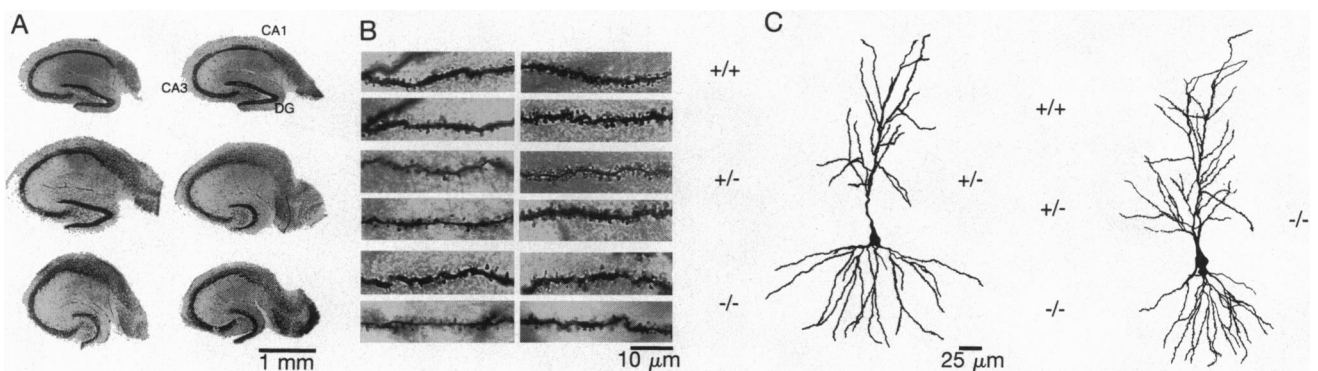 A
CA1
CA3
DG
1 mm
B
+/+
+/-
-/-
10 μm
C
+/-
25 μm
+/+
+/-
-/-
-/-